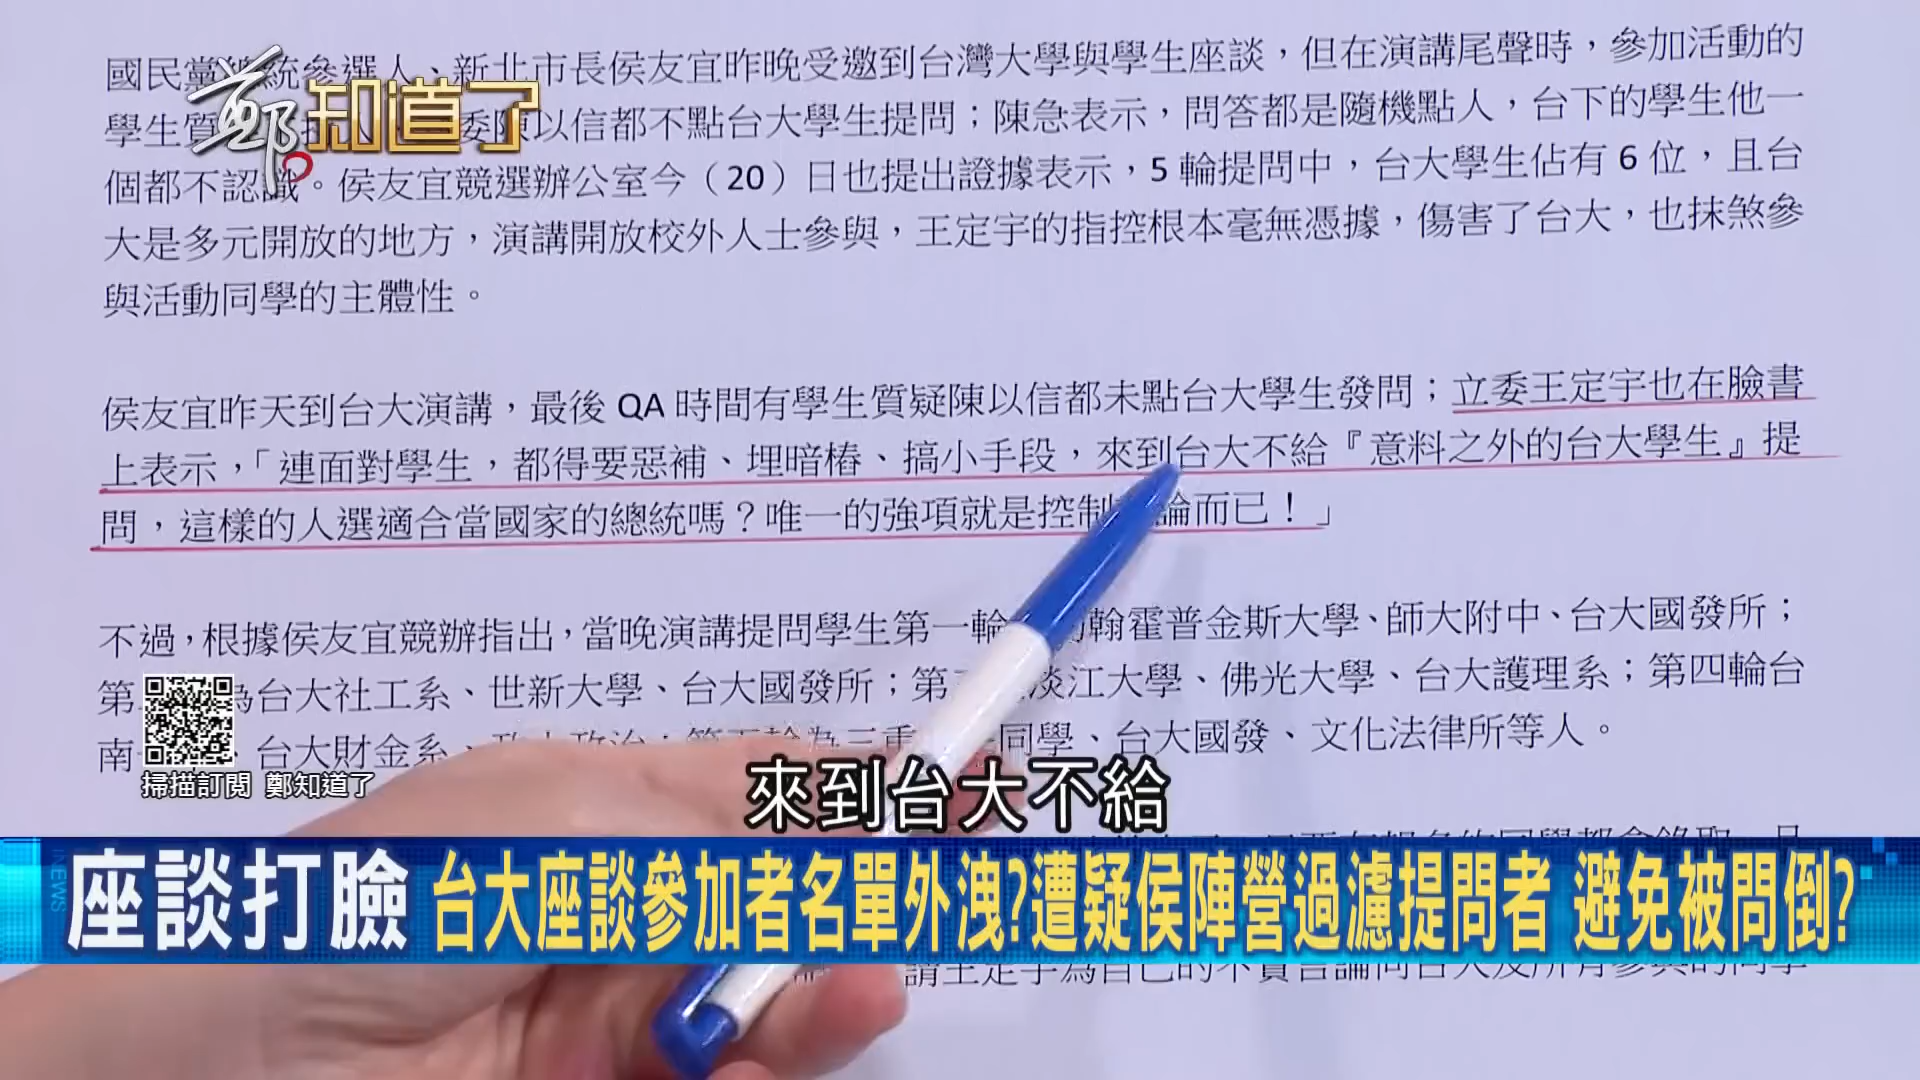 國民黨總統參選人、新北市長侯友宜昨晚受邀到台灣大學與學生座談，但在演講尾聲時，參加活動的
鄭知道了
學生質 委陳以信都不點台大學生提問；陳急表示，問答都是隨機點人，台下的學生他一
個都不認識。侯友宜競選辦公室今（20）日也提出證據表示，5 輪提問中，台大學生佔有 6 位，且台
大是多元開放的地方，演講開放校外人士參與，王定宇的指控根本毫無憑據，傷害了台大，也抹煞參
與活動同學的主體性。
侯友宜昨天到台大演講，最後 QA 時間有學生質疑陳以信都未點台大學生發問；立委王定宇也在臉書
上表示，「連面對學生，都得要惡補、埋暗樁、搞小手段，來到台大不給『意料之外的台大學生』提
問，這樣的人選適合當國家的總統嗎？唯一的強項就是控制 論而已！」
不過，根據侯友宜競辦指出，當晚演講提問學生第一輪 翰霍普金斯大學、師大附中、台大國發所；
第 為台大社工系、世新大學、台大國發所；第 淡江大學、佛光大學、台大護理系；第四輪台
南 、台大財金系、政大政治；第五輪為三重 同學、台大國發、文化法律所等人。
掃描訂閱 鄭知道了
來到台大不給
INEWS
座談打臉 台大座談參加者名單外洩?遭疑侯陣營過濾提問者 避免被問倒?
請王定宇為自己的不實言論向台大及所有參與的同學